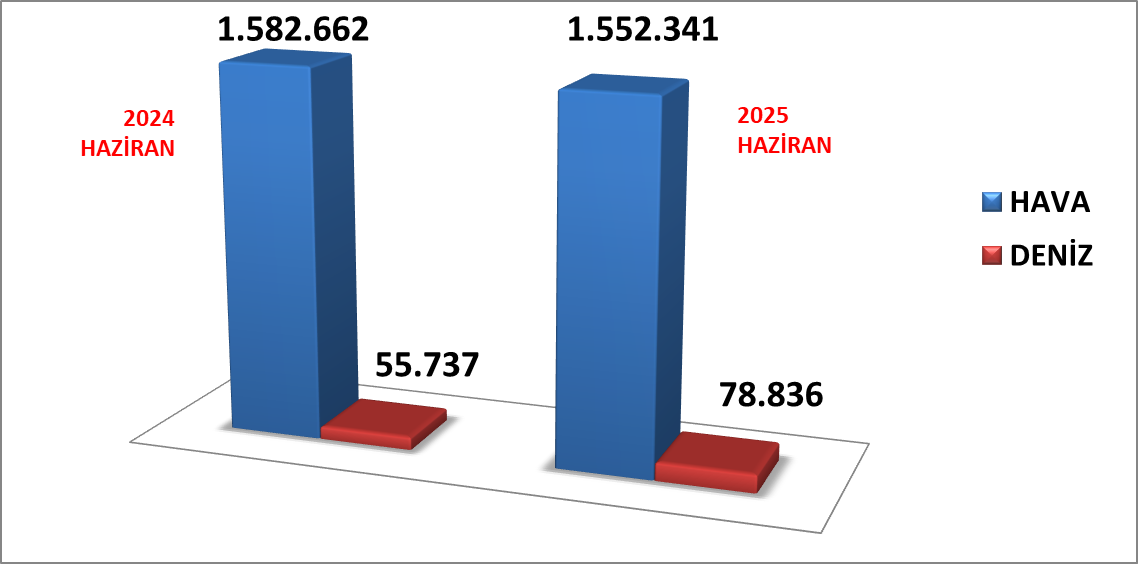 1.582.662
1.552.341
2024
HAZİRAN
2025
HAZİRAN
HAVA
DENİZ
55.737
78.836